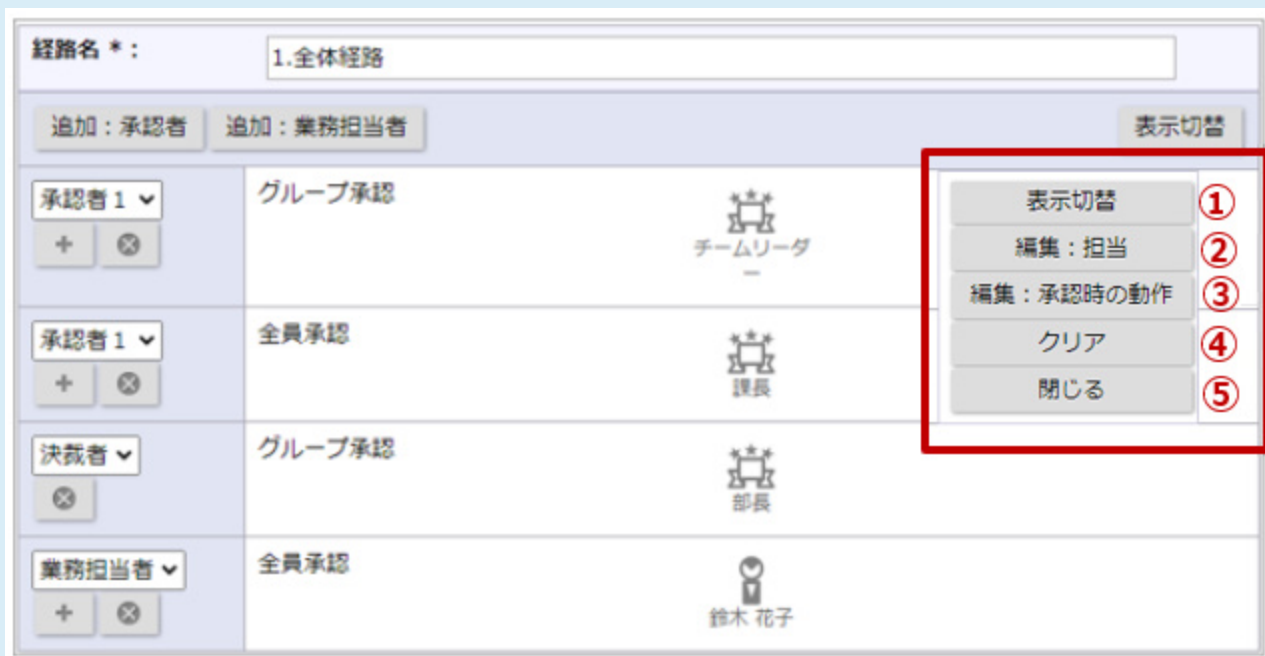 経路名 *：
1.全体経路
追加：承認者 追加：業務担当者 表示切替
承認者１ グループ承認
チームリーダ
ー
表示切替 ①
編集：担当 ②
編集：承認時の動作 ③
クリア ④
閉じる ⑤
承認者１ 全員承認
課長
決裁者 グループ承認
部長
業務担当者 全員承認
鈴木 花子